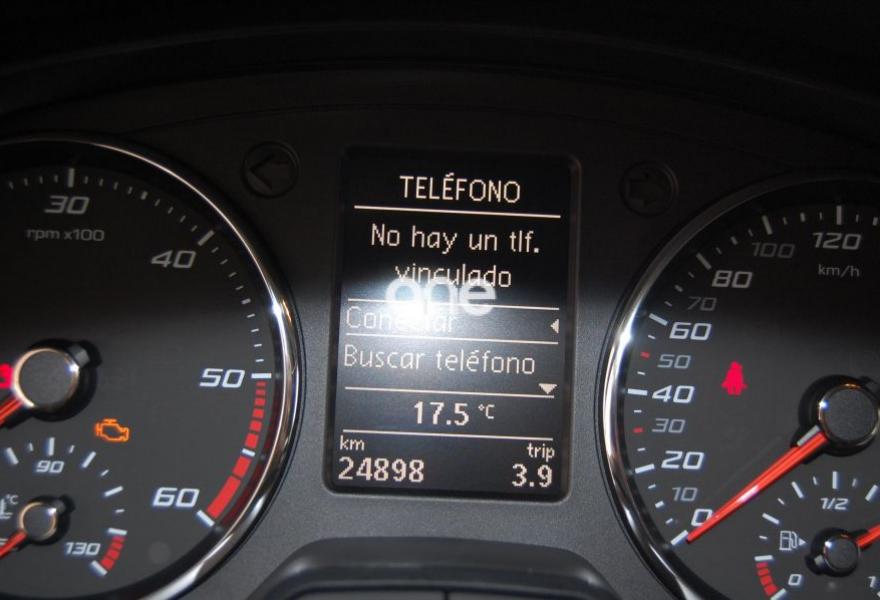 TELÉFONO
No hay un tlf.
vinculado
one
Conectar
Buscar teléfono
17.5 °C
km
trip
24898
3.9
30
rpm x100
40
50
60
90
130
°C
120
100
km/h
80
70
60
50
40
30
20
10
0
1/2
0
1